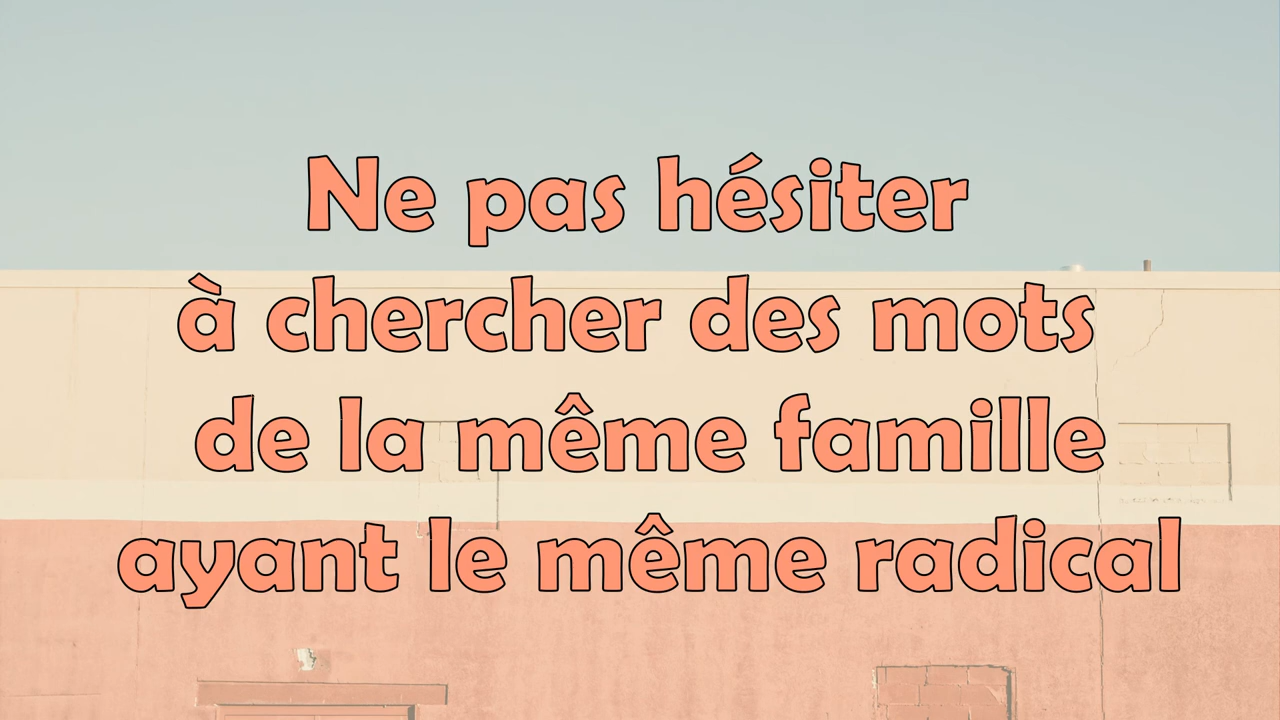 Ne pas hésiter
à chercher des mots
de la même famille
ayant le même radical